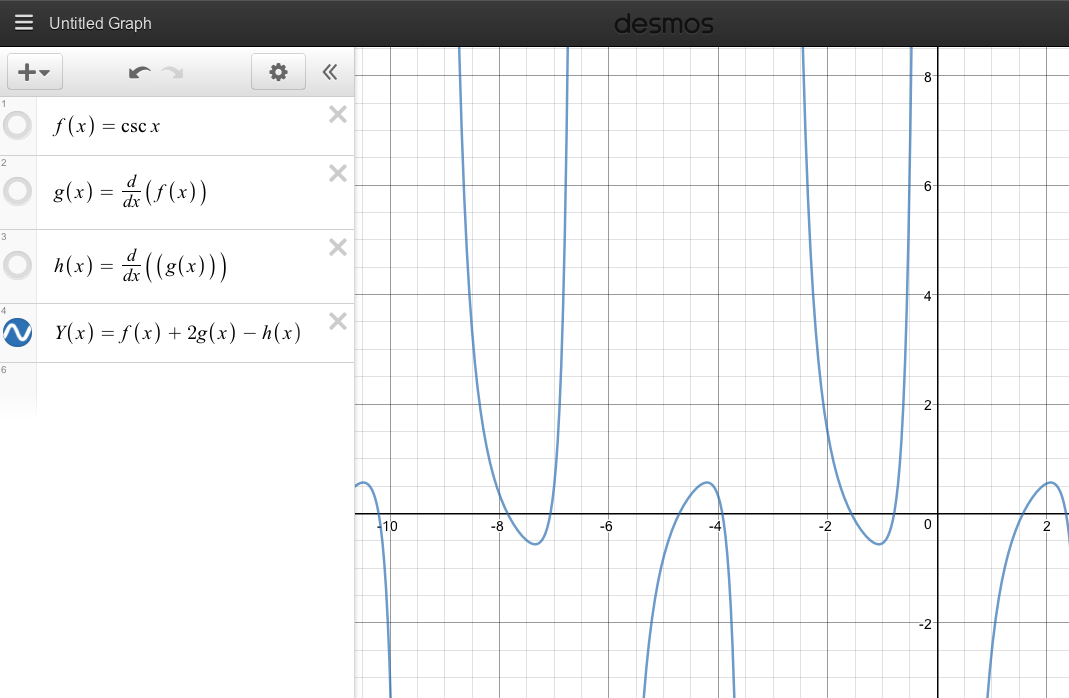 Untitled Graph
desmos
1
f(x) = csc x
2
g(x) = d/dx (f(x))
3
h(x) = d/dx ((g(x)))
4
Y(x) = f(x) + 2g(x) − h(x)
6
8
6
4
2
-10 -8 -6 -4 -2 0 2
-2